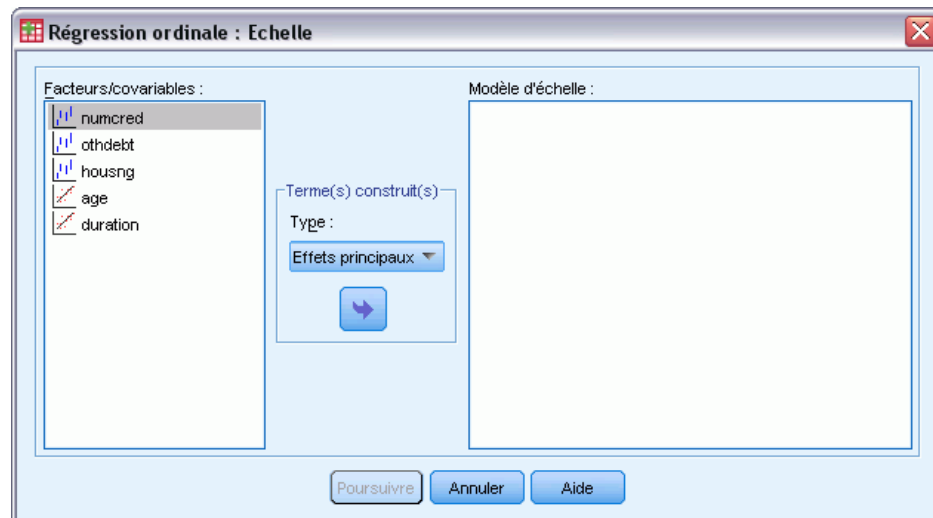 Régression ordinale : Echelle
Facteurs/covariables :
Modèle d'échelle :
numcred
othdebt
housng
age
duration
Terme(s) construit(s)
Type :
Effets principaux
Poursuivre
Annuler
Aide